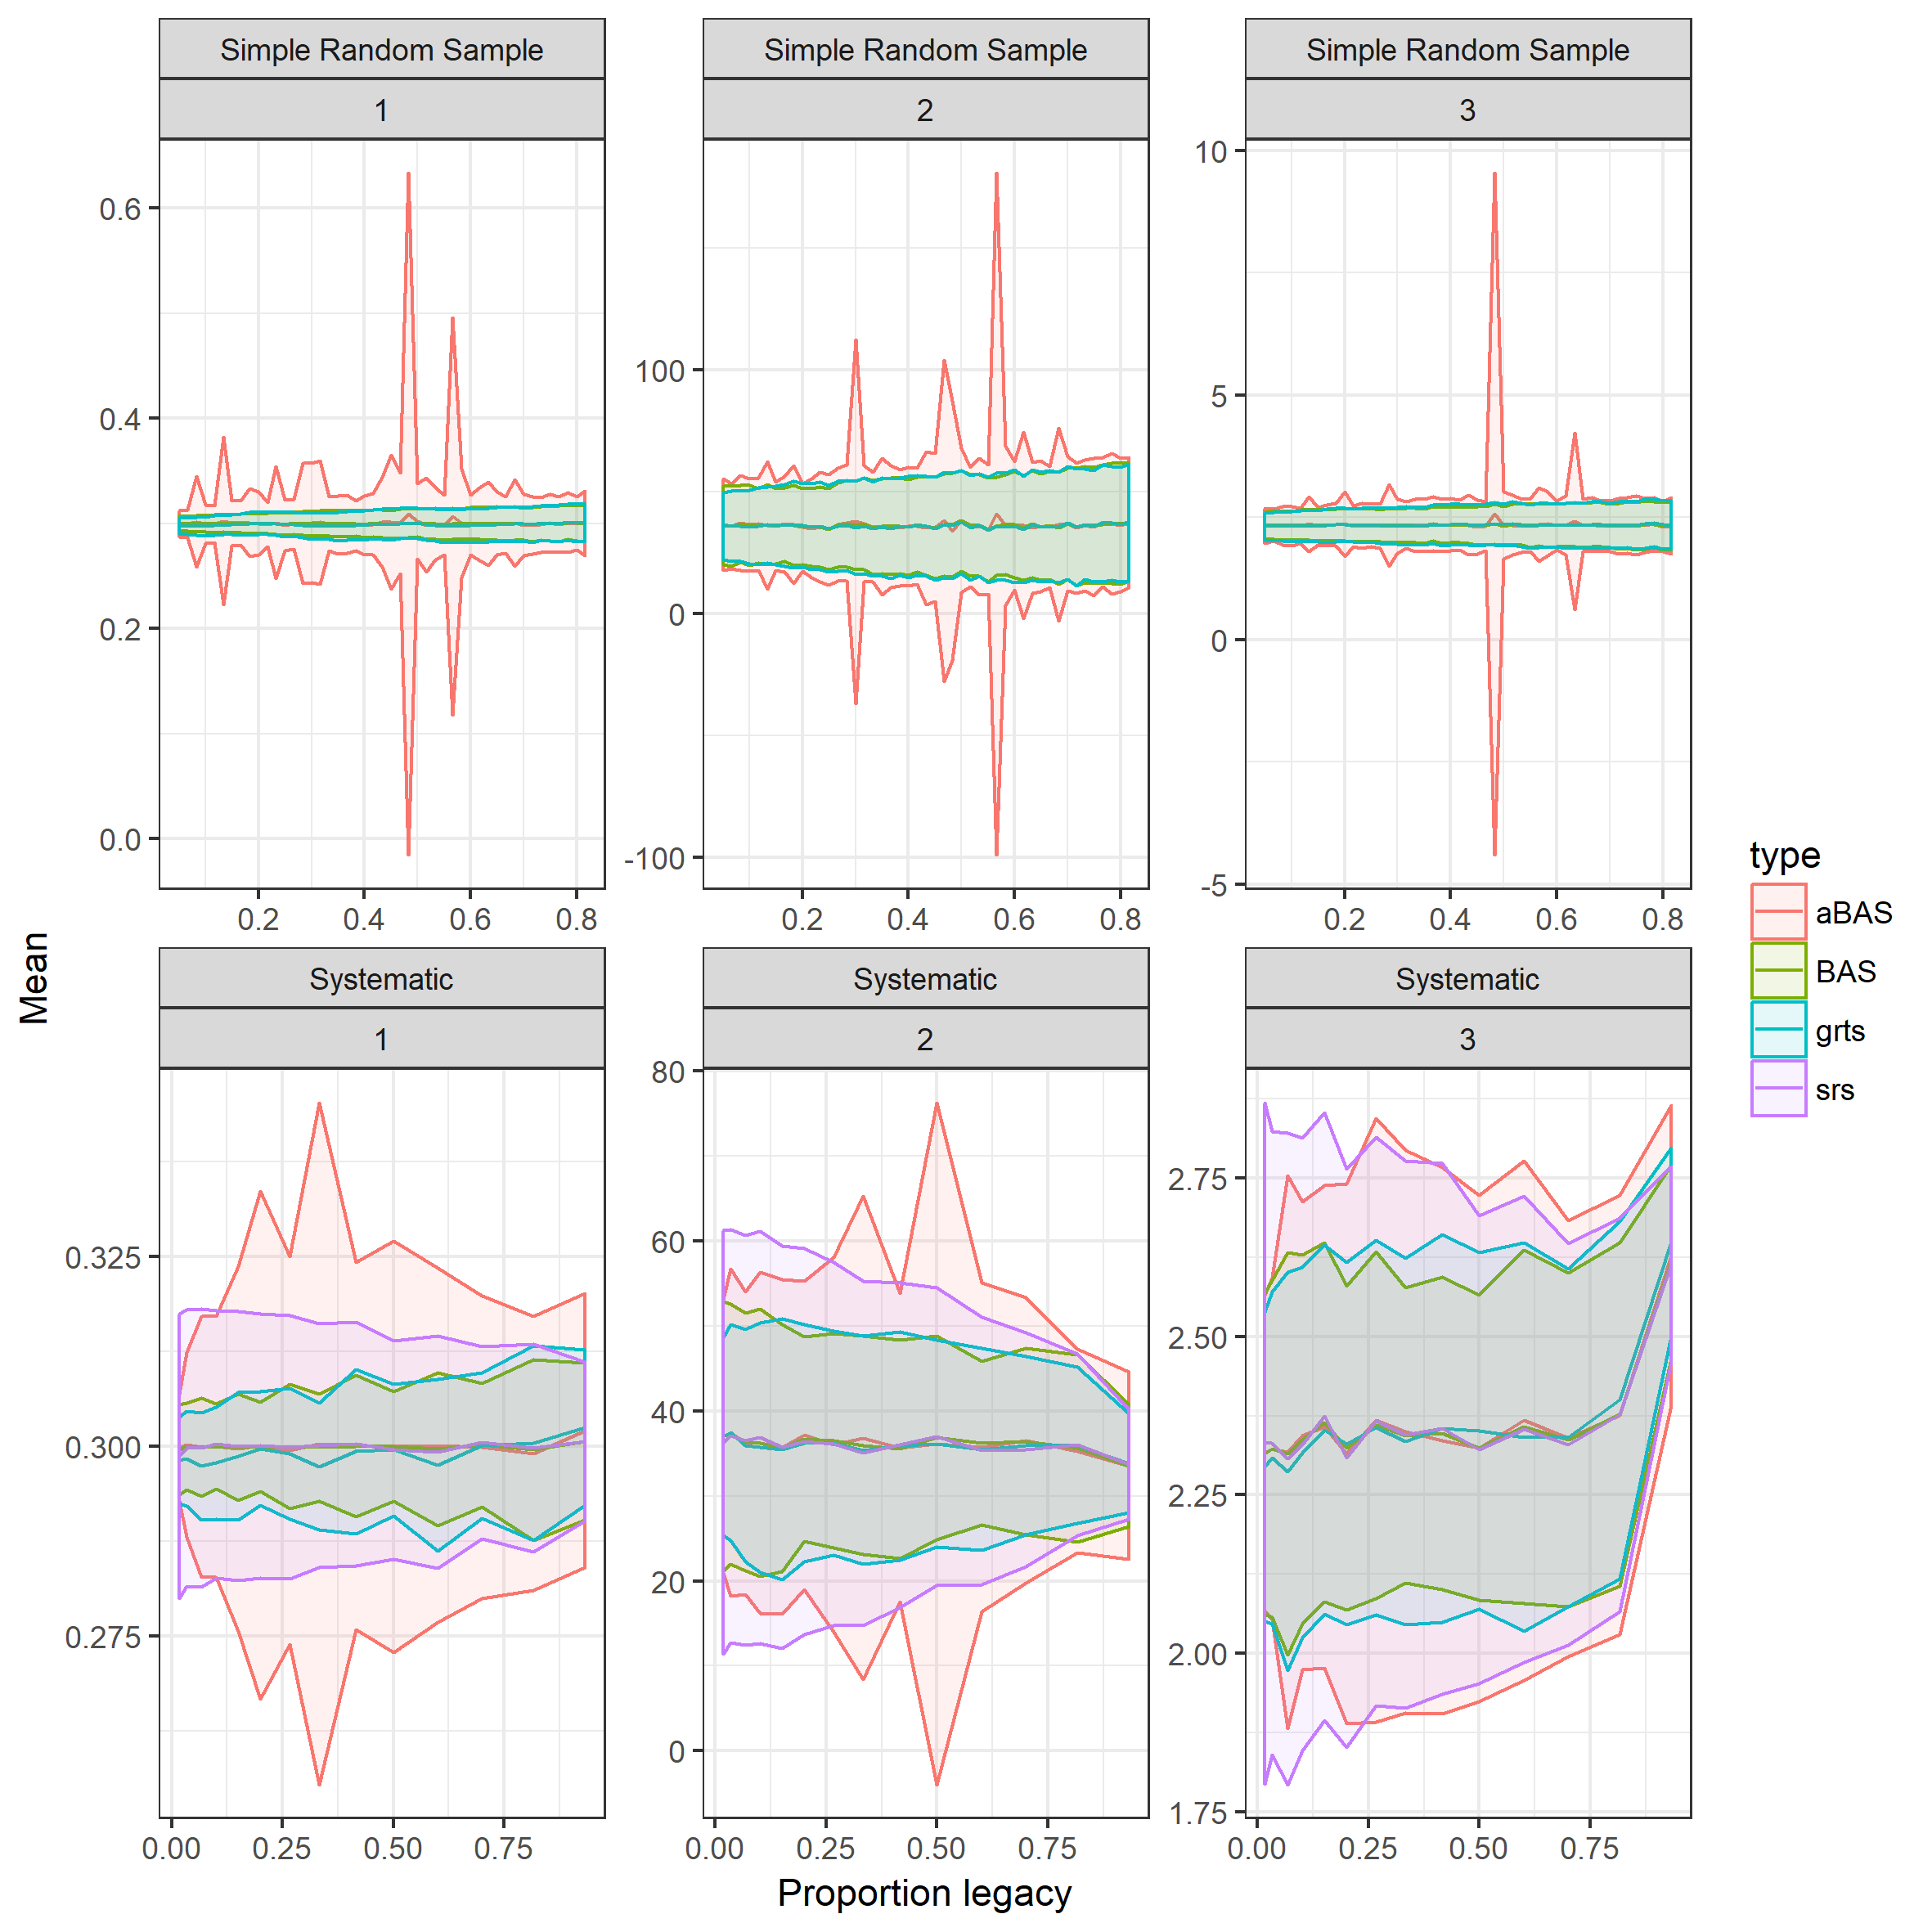 Simple Random Sample
Simple Random Sample
Simple Random Sample
1
2
3
0.6
0.4
0.2
0.0
100
0
-100
10
5
0
-5
0.2 0.4 0.6 0.8
0.2 0.4 0.6 0.8
0.2 0.4 0.6 0.8
Mean
Systematic
Systematic
Systematic
1
2
3
0.325
0.300
0.275
80
60
40
20
0
2.75
2.50
2.25
2.00
1.75
0.00 0.25 0.50 0.75
0.00 0.25 0.50 0.75
0.00 0.25 0.50 0.75
Proportion legacy
type
aBAS
BAS
grts
srs